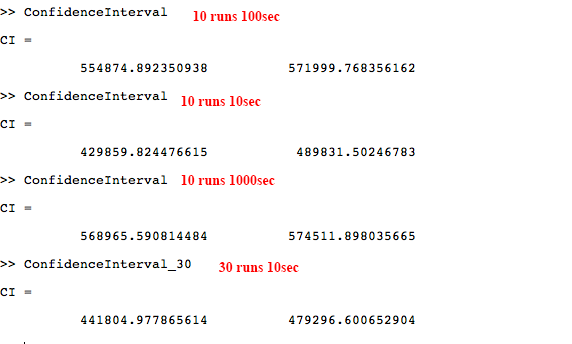 >> ConfidenceInterval 10 runs 100sec
CI =
554874.892350938 571999.768356162
>> ConfidenceInterval 10 runs 10sec
CI =
429859.824476615 489831.50246783
>> ConfidenceInterval 10 runs 1000sec
CI =
568965.590814484 574511.898035665
>> ConfidenceInterval_30 30 runs 10sec
CI =
441804.977865614 479296.600652904